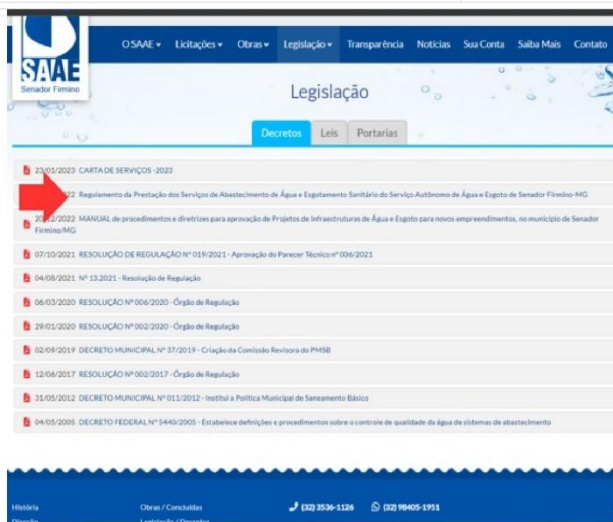 SAAE
Senador Firmino
O SAAE Licitações Obras Legislação Transparência Notícias Sua Conta Saiba Mais Contato
Legislação
Decretos Leis Portarias
23/01/2023 CARTA DE SERVIÇOS -2023
2022 Regulamento da Prestação dos Serviços de Abastecimento de Água e Esgotamento Sanitário do Serviço Autônomo de Água e Esgoto de Senador Firmino-MG
20/12/2022 MANUAL de procedimentos e diretrizes para aprovação de Projetos de Infraestruturas de Água e Esgoto para novos empreendimentos, no município de Senador
Firmino/MG
07/10/2021 RESOLUÇÃO DE REGULAÇÃO Nº 019/2021 - Aprovação do Parecer Técnico nº 006/2021
04/08/2021 Nº 13.2021 - Resolução de Regulação
06/03/2020 RESOLUÇÃO Nº 006/2020 - Órgão de Regulação
29/01/2020 RESOLUÇÃO Nº 002/2020 - Órgão de Regulação
02/09/2019 DECRETO MUNICIPAL Nº 37/2019 - Criação da Comissão Revisora do PMSB
12/06/2017 RESOLUÇÃO Nº 002/2017 - Órgão de Regulação
31/05/2012 DECRETO MUNICIPAL Nº 011/2012 - Institui a Política Municipal de Saneamento Básico
04/05/2005 DECRETO FEDERAL Nº 5440/2005 - Estabelece definições e procedimentos sobre o controle de qualidade da água de sistemas de abastecimento
História Obras / Concluídas (32) 3536-1126 (32) 98405-1951